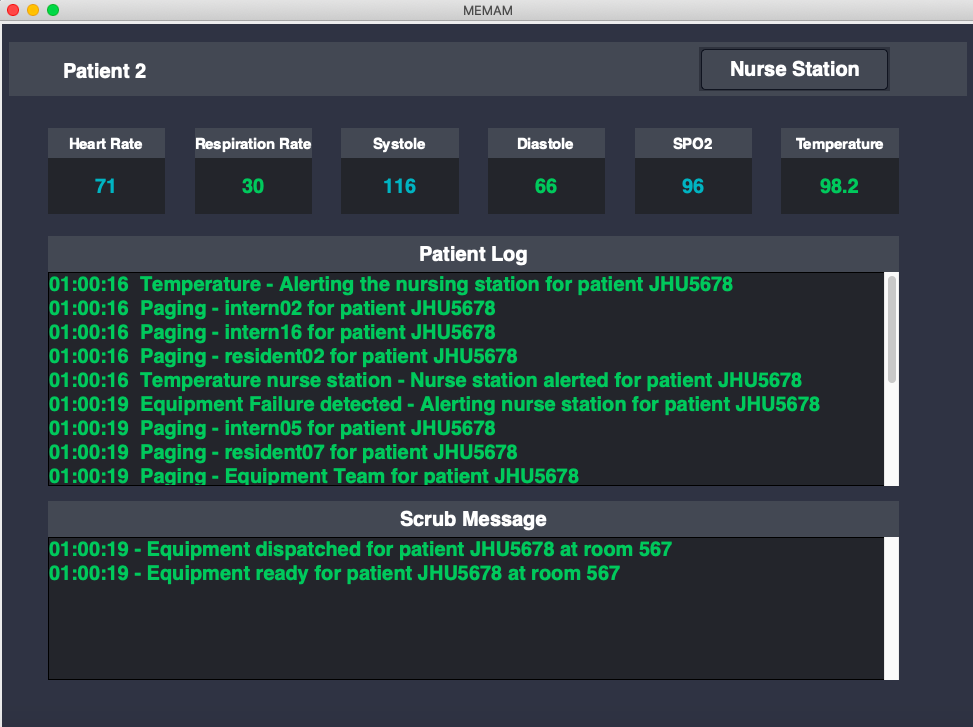 MEMAM
Patient 2
Nurse Station
Heart Rate
Respiration Rate
Systole
Diastole
SPO2
Temperature
71
30
116
66
96
98.2
Patient Log
01:00:16 Temperature - Alerting the nursing station for patient JHU5678
01:00:16 Paging - intern02 for patient JHU5678
01:00:16 Paging - intern16 for patient JHU5678
01:00:16 Paging - resident02 for patient JHU5678
01:00:16 Temperature nurse station - Nurse station alerted for patient JHU5678
01:00:19 Equipment Failure detected - Alerting nurse station for patient JHU5678
01:00:19 Paging - intern05 for patient JHU5678
01:00:19 Paging - resident07 for patient JHU5678
01:00:19 Paging - Equipment Team for patient JHU5678
Scrub Message
01:00:19 - Equipment dispatched for patient JHU5678 at room 567
01:00:19 - Equipment ready for patient JHU5678 at room 567